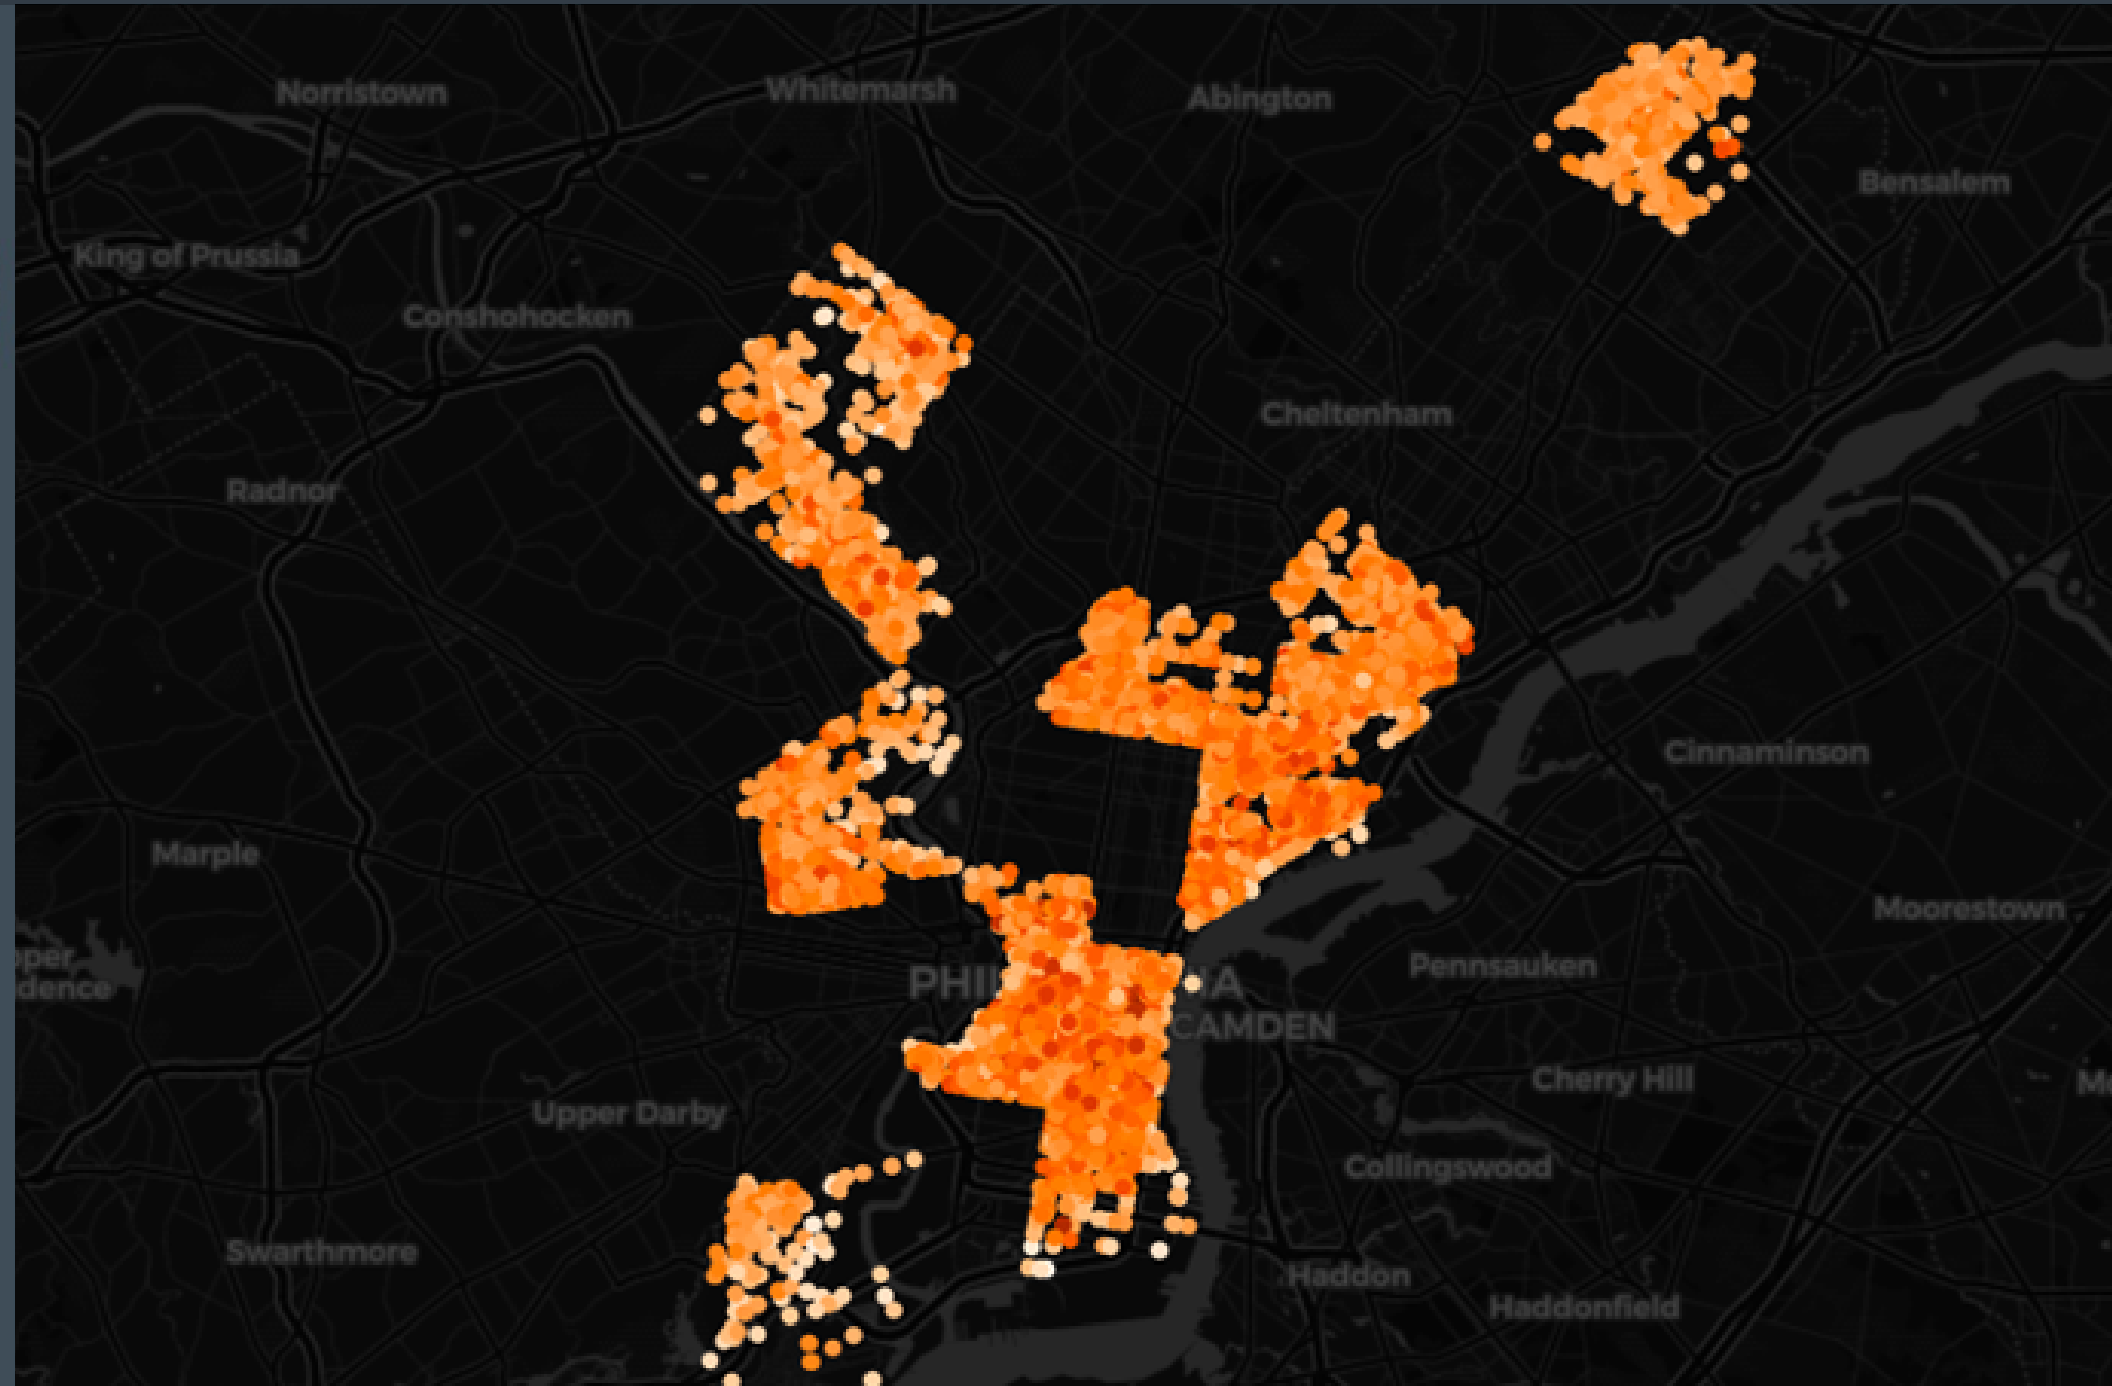 Norristown
Whitemarsh
Abington
Bensalem
King of Prussia
Conshohocken
Cheltenham
Radnor
Cinnaminson
Marple
Moorestown
Pennsauken
CAMDEN
Cherry Hill
Upper Darby
Collingswood
Swarthmore
Haddon
Haddonfield